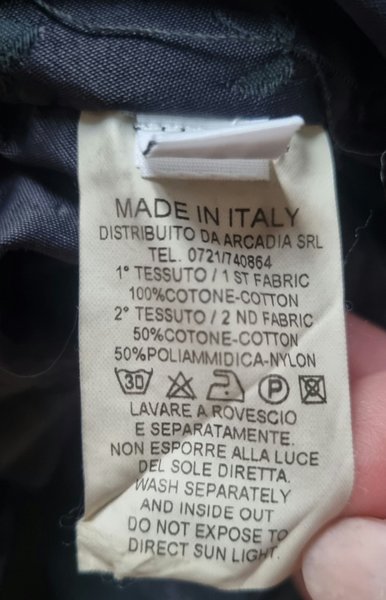 MADE IN ITALY
DISTRIBUITO DA ARCADIA SRL
TEL. 0721/740864
1° TESSUTO / 1 ST FABRIC
100%COTONE-COTTON
2° TESSUTO / 2 ND FABRIC
50%COTONE-COTTON
50%POLIAMMIDICA-NYLON
30 P
LAVARE A ROVESCIO
E SEPARATAMENTE.
NON ESPORRE ALLA LUCE
DEL SOLE DIRETTA.
WASH SEPARATELY
AND INSIDE OUT
DO NOT EXPOSE TO
DIRECT SUN LIGHT.